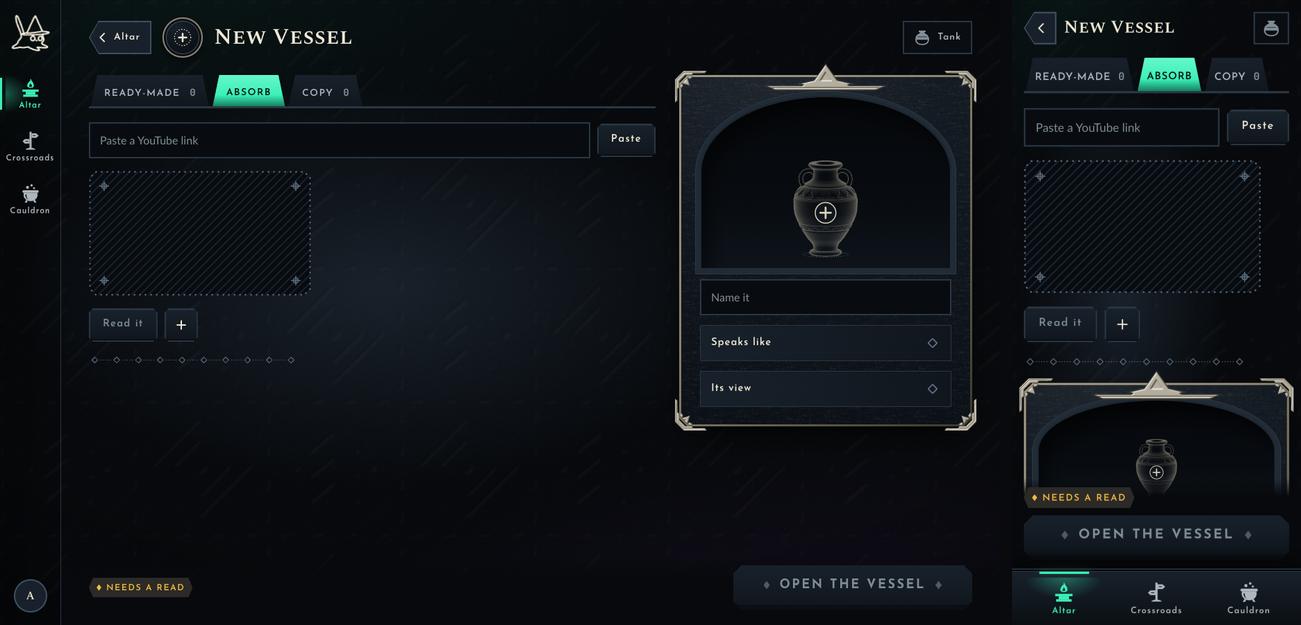 Altar
Crossroads
Cauldron
A
Altar
NEW VESSEL
Tank
READY-MADE 0
ABSORB
COPY 0
Paste a YouTube link
Paste
Read it
Name it
Speaks like
Its view
NEEDS A READ
OPEN THE VESSEL
NEW VESSEL
READY-MADE 0
ABSORB
COPY 0
Paste a YouTube link
Paste
Read it
NEEDS A READ
OPEN THE VESSEL
Altar
Crossroads
Cauldron